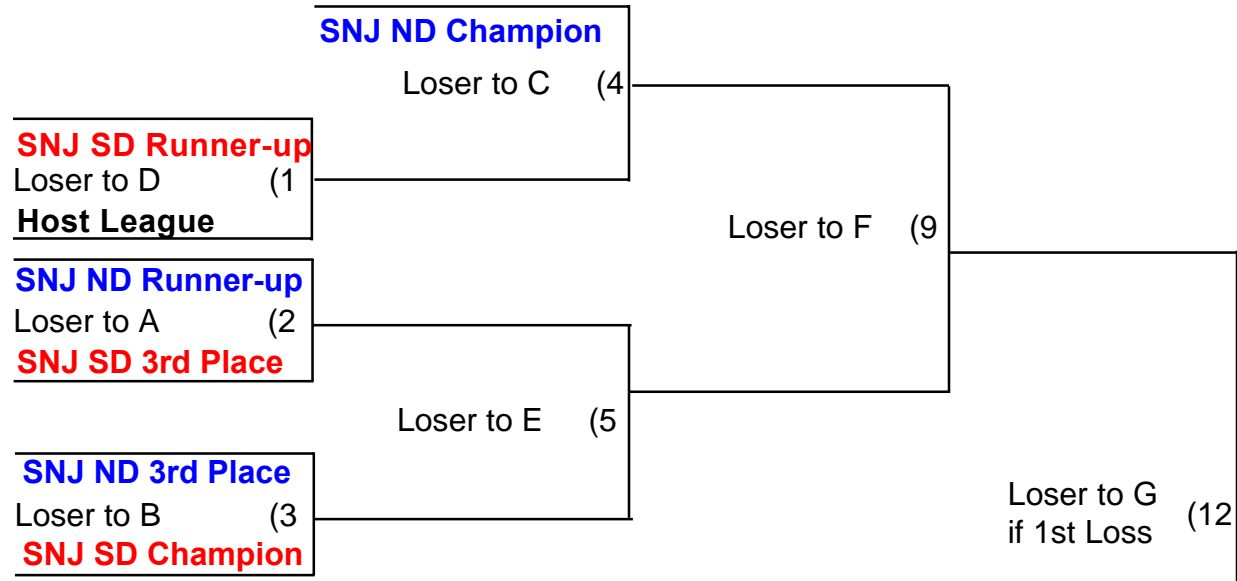 SNJ ND Champion
Loser to C (4
SNJ SD Runner-up
Loser to D (1
Host League
Loser to F (9
SNJ ND Runner-up
Loser to A (2
SNJ SD 3rd Place
Loser to E (5
SNJ ND 3rd Place
Loser to B (3
SNJ SD Champion
Loser to G
if 1st Loss (12